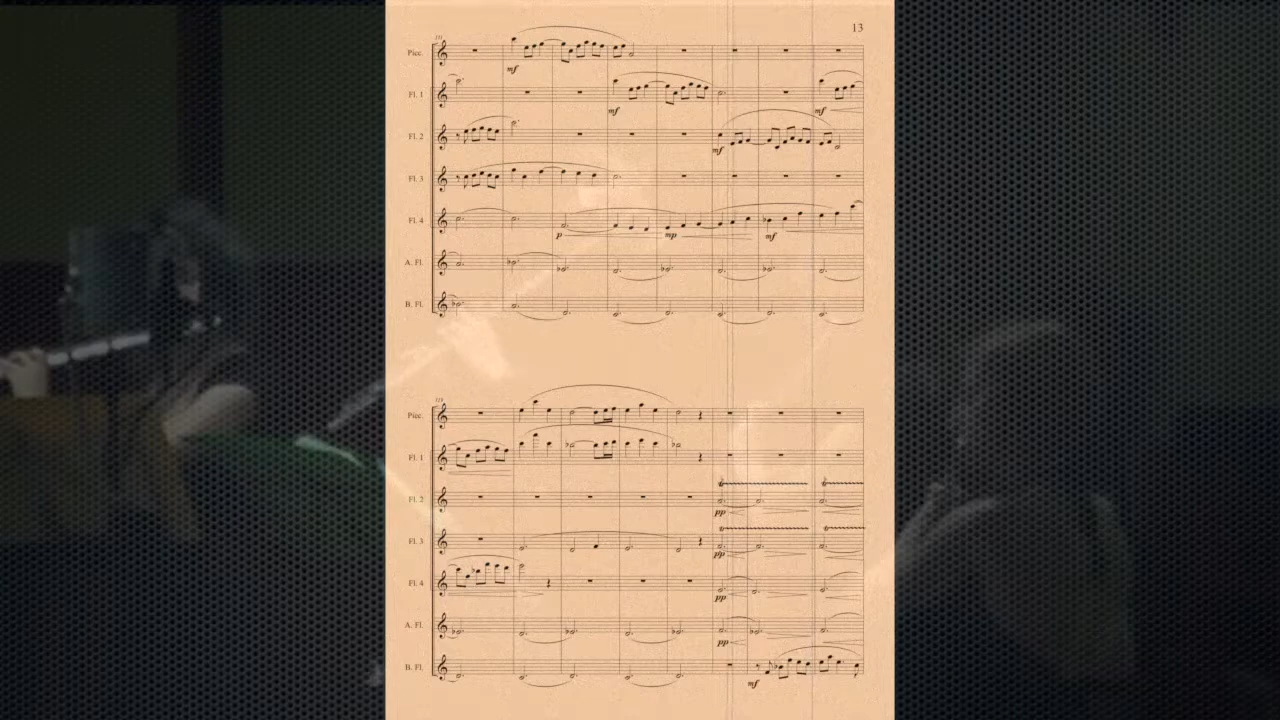 13
Picc.
mf
Fl. 1
mf
mf
Fl. 2
mf
Fl. 3
Fl. 4
p
mp
mf
A. Fl.
B. Fl.
Picc.
Fl. 1
Fl. 2
pp
Fl. 3
pp
Fl. 4
pp
A. Fl.
pp
B. Fl.
mf